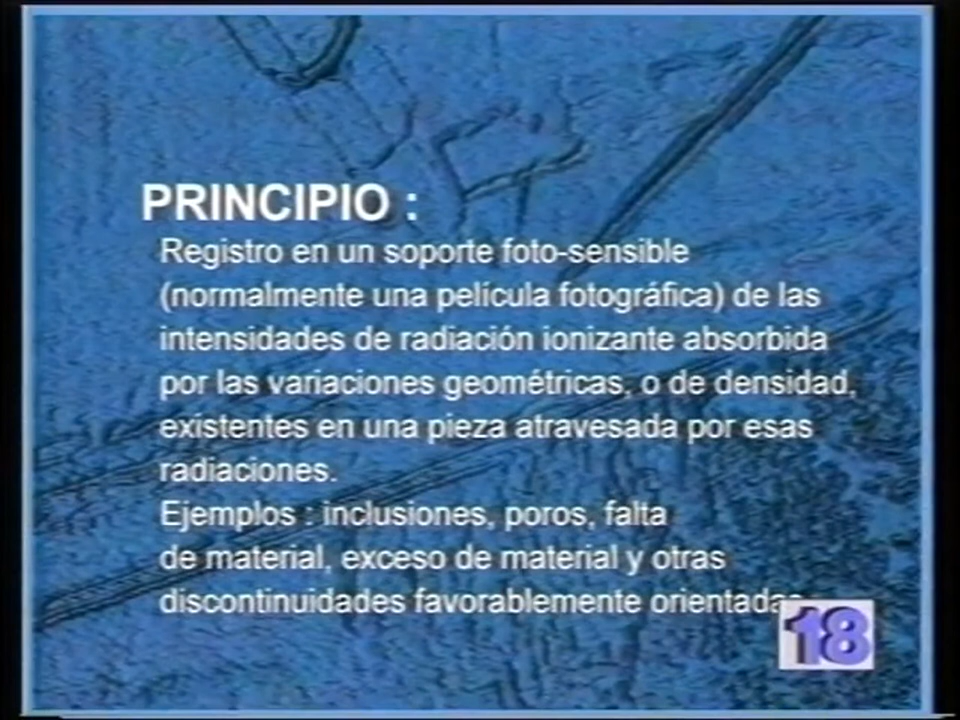 PRINCIPIO :
Registro en un soporte foto-sensible
(normalmente una película fotográfica) de las
intensidades de radiación ionizante absorbida
por las variaciones geométricas, o de densidad,
existentes en una pieza atravesada por esas
radiaciones.
Ejemplos : inclusiones, poros, falta
de material, exceso de material y otras
discontinuidades favorablemente orientadas
18